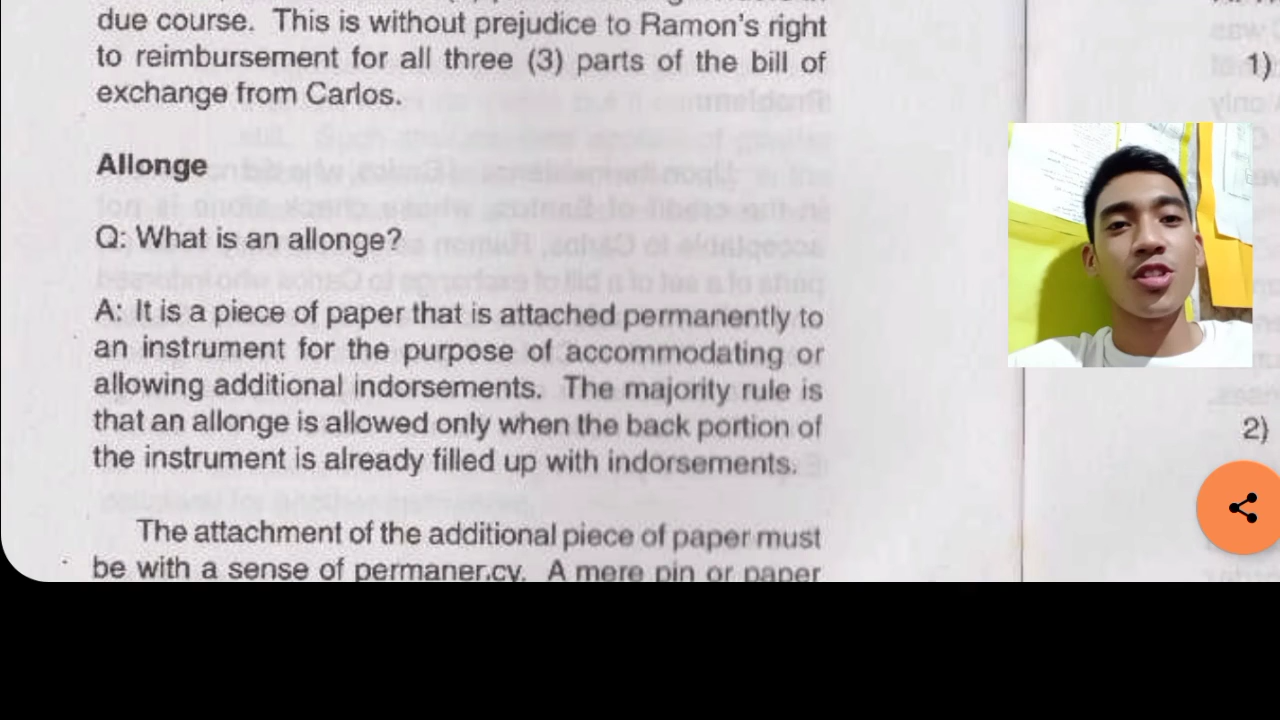 due course. This is without prejudice to Ramon's right
to reimbursement for all three (3) parts of the bill of
exchange from Carlos.
Allonge
Q: What is an allonge?
A: It is a piece of paper that is attached permanently to
an instrument for the purpose of accommodating or
allowing additional indorsements. The majority rule is
that an allonge is allowed only when the back portion of
the instrument is already filled up with indorsements.
The attachment of the additional piece of paper must
be with a sense of permanency. A mere pin or paper
1)
2)